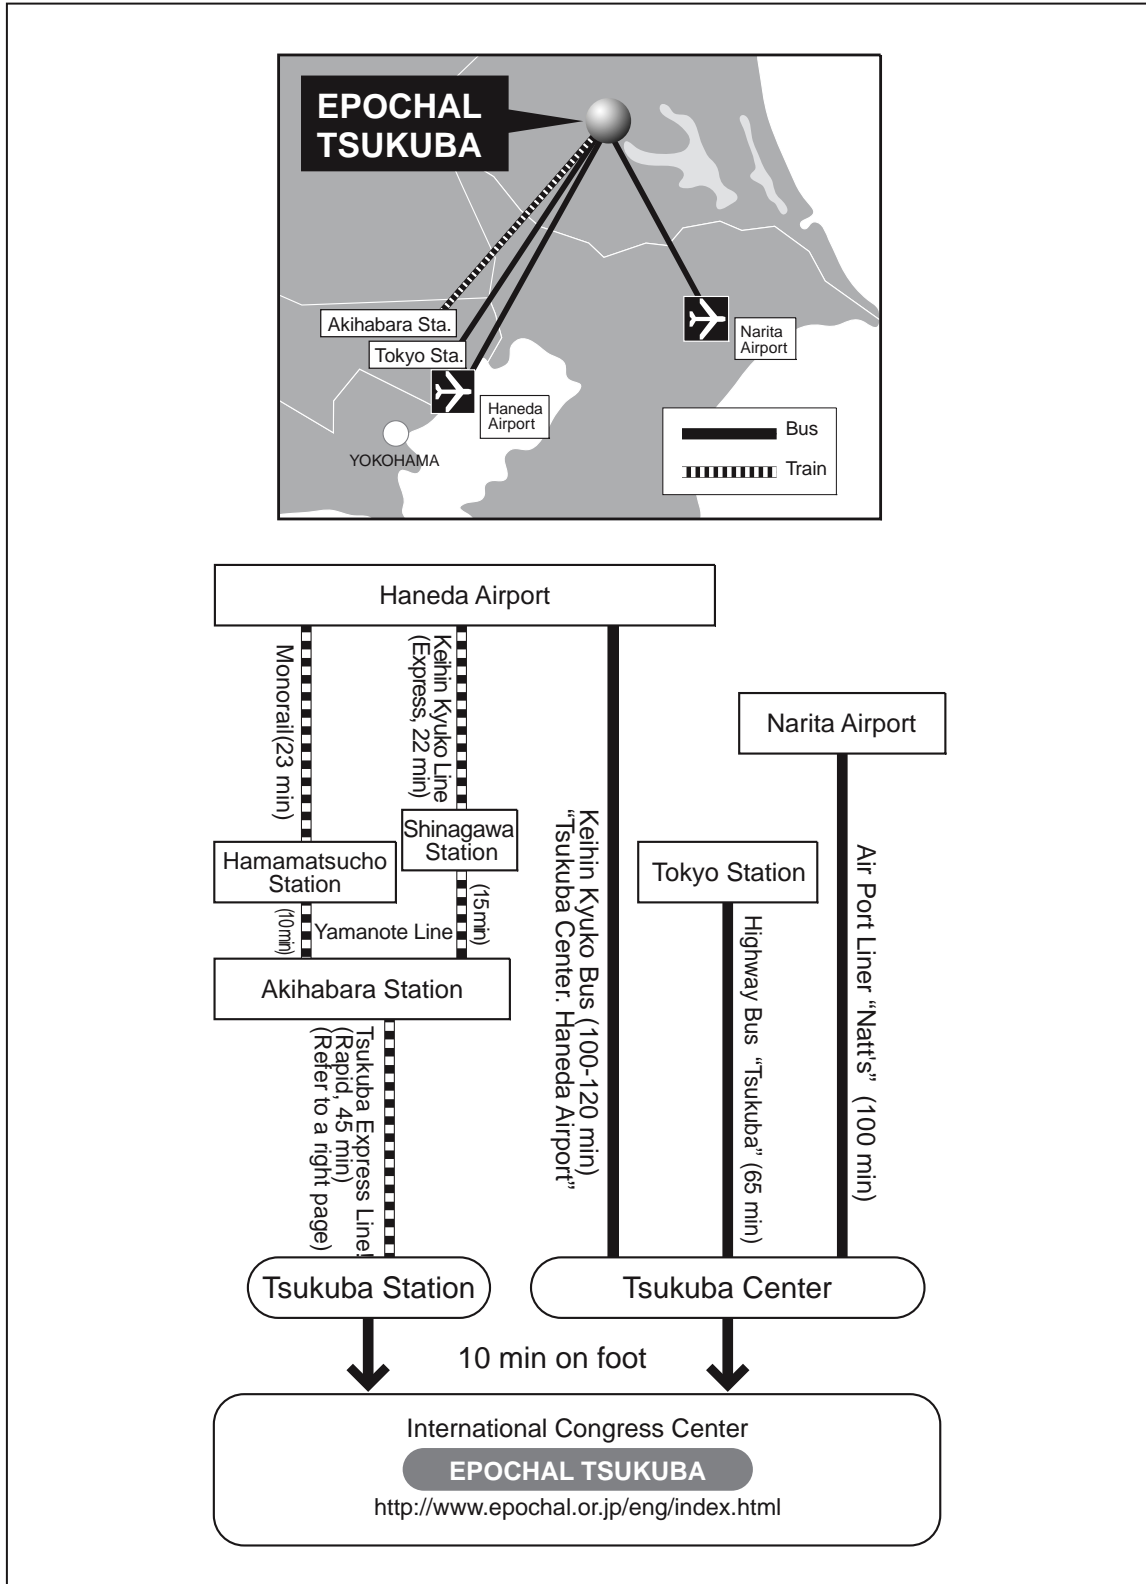 EPOCHAL
TSUKUBA
Akihabara Sta.
Tokyo Sta.
Haneda
Airport
Narita
Airport
YOKOHAMA
Bus
Train
Haneda Airport
Monorail(23 min)
Keihin Kyuko Line
(Express, 22 min)
Narita Airport
Shinagawa
Station
Hamamatsucho
Station
Tokyo Station
(10 min)
Yamanote Line
(15 min)
Akihabara Station
Keihin Kyuko Bus (100-120 min)
“Tsukuba Center. Haneda Airport”
Highway Bus “Tsukuba” (65 min)
Air Port Liner “Natt's” (100 min)
Tsukuba Express Line!
(Rapid, 45 min)
(Refer to a right page)
Tsukuba Station
Tsukuba Center
10 min on foot
International Congress Center
EPOCHAL TSUKUBA
http://www.epochal.or.jp/eng/index.html